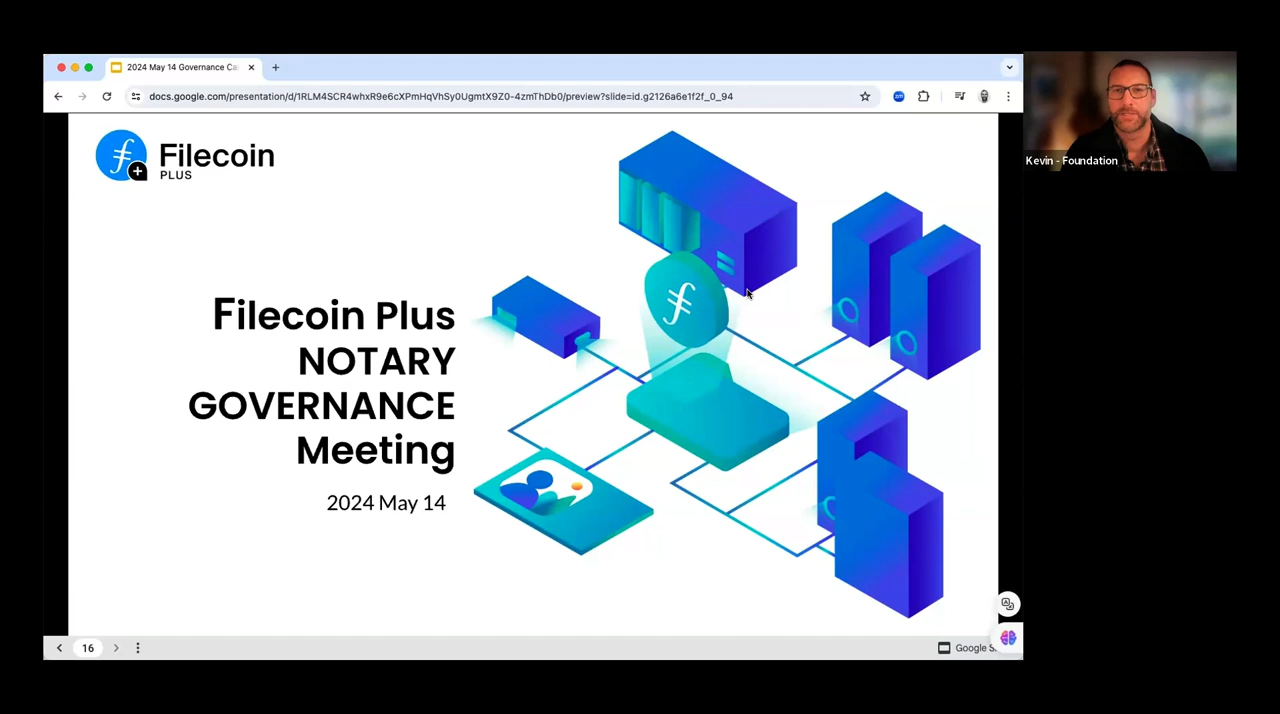 2024 May 14 Governance Ca
docs.google.com/presentation/d/1RLM4SCR4whxR9e6cXPmHqVhSy0UgmtX9Z0-4zmThDb0/preview?slide=id.g2126a6e1f2f_0_94
Filecoin
PLUS
Filecoin Plus
NOTARY
GOVERNANCE
Meeting
2024 May 14
Kevin - Foundation
16
Google S